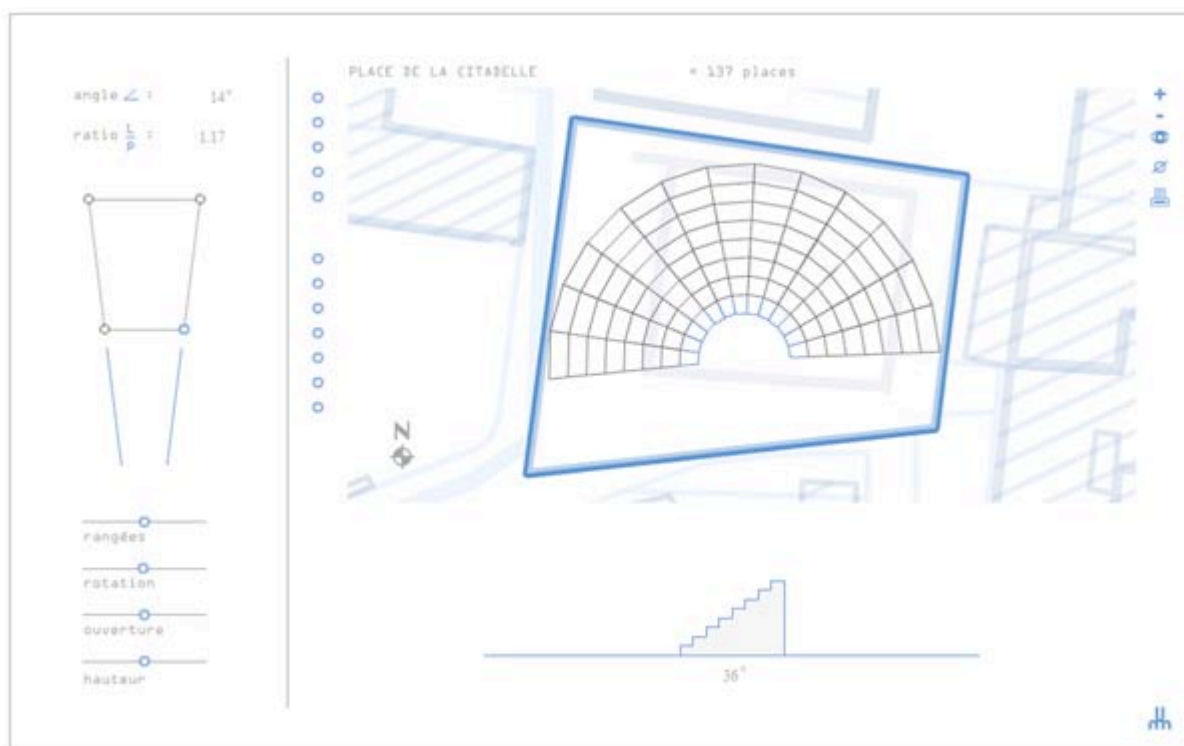 angle ∠ : 14°
ratio L/P : 1.17
rangées
rotation
ouverture
hauteur
PLACE DE LA CITADELLE = 137 places
+
-
N
36°